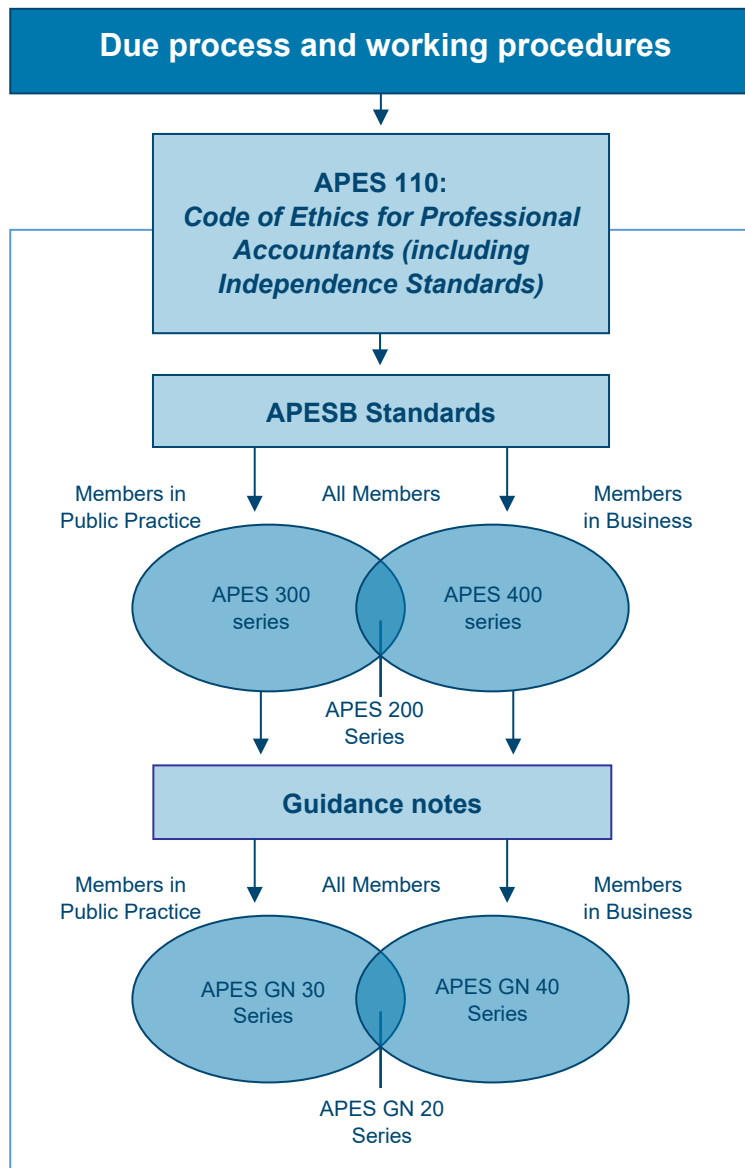 Due process and working procedures
APES 110:
Code of Ethics for Professional
Accountants (including
Independence Standards)
APESB Standards
Members in
Public Practice
All Members
Members
in Business
APES 300
series
APES 400
series
APES 200
Series
Guidance notes
Members in
Public Practice
All Members
Members
in Business
APES GN 30
Series
APES GN 40
Series
APES GN 20
Series